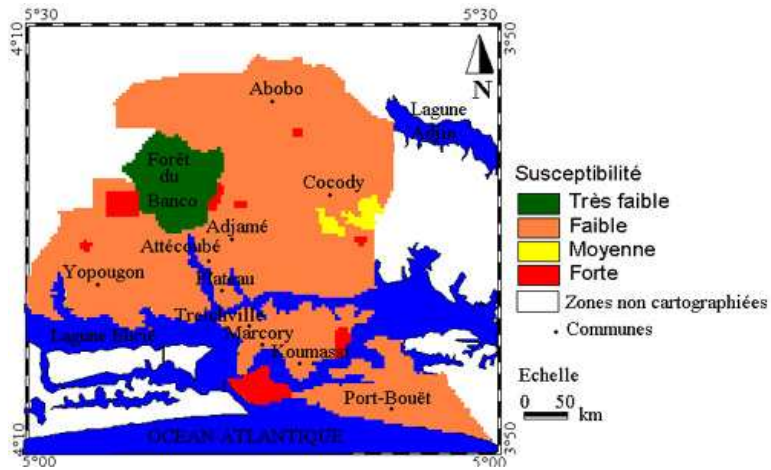 5°30
5°30
4°10
3°50
Abobo
N
Lagune
Adjin
Forêt du
Banco
Cocody
Adjamé
Attécoubé
Yopougon
Plateau
Treichville
Marcory
Lagune Ebrié
Koumassi
Port-Bouët
OCEAN ATLANTIQUE
4°10
3°50
5°00
5°00
Susceptibilité
Très faible
Faible
Moyenne
Forte
Zones non cartographiées
Communes
Echelle
0 50
km